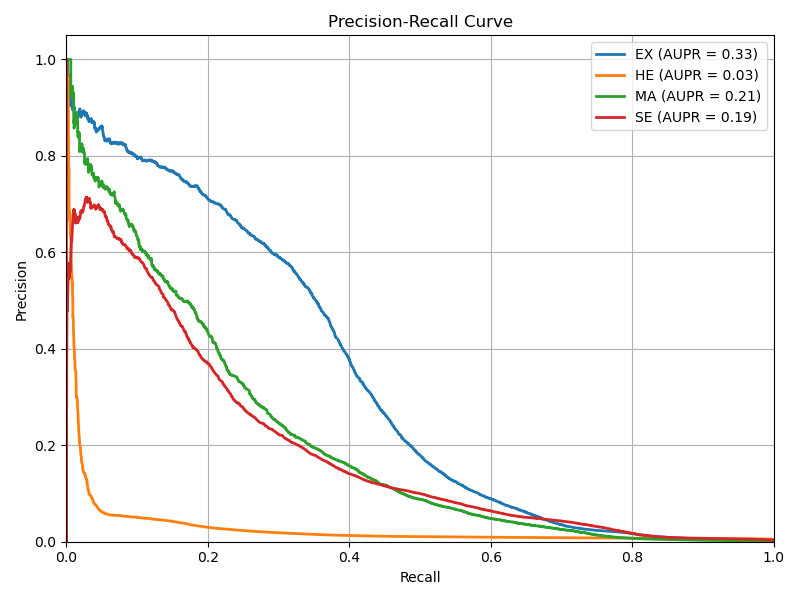 Precision-Recall Curve
EX (AUPR = 0.33)
HE (AUPR = 0.03)
MA (AUPR = 0.21)
SE (AUPR = 0.19)
Precision
1.0
0.8
0.6
0.4
0.2
0.0
0.0 0.2 0.4 0.6 0.8 1.0
Recall